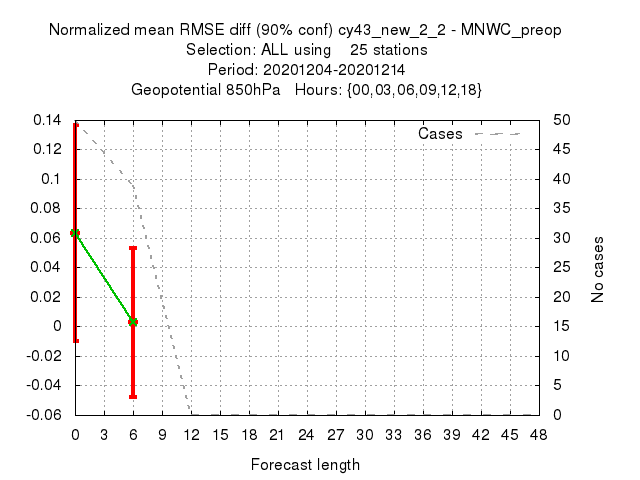 Normalized mean RMSE diff (90% conf) cy43_new_2_2 - MNWC_preop
Selection: ALL using    25 stations
Period: 20201204-20201214
Geopotential 850hPa   Hours: {00,03,06,09,12,18}
Cases
0.14
0.12
0.1
0.08
0.06
0.04
0.02
0
-0.02
-0.04
-0.06
50
45
40
35
30
25
20
15
10
5
0
No cases
0 3 6 9 12 15 18 21 24 27 30 33 36 39 42 45 48
Forecast length